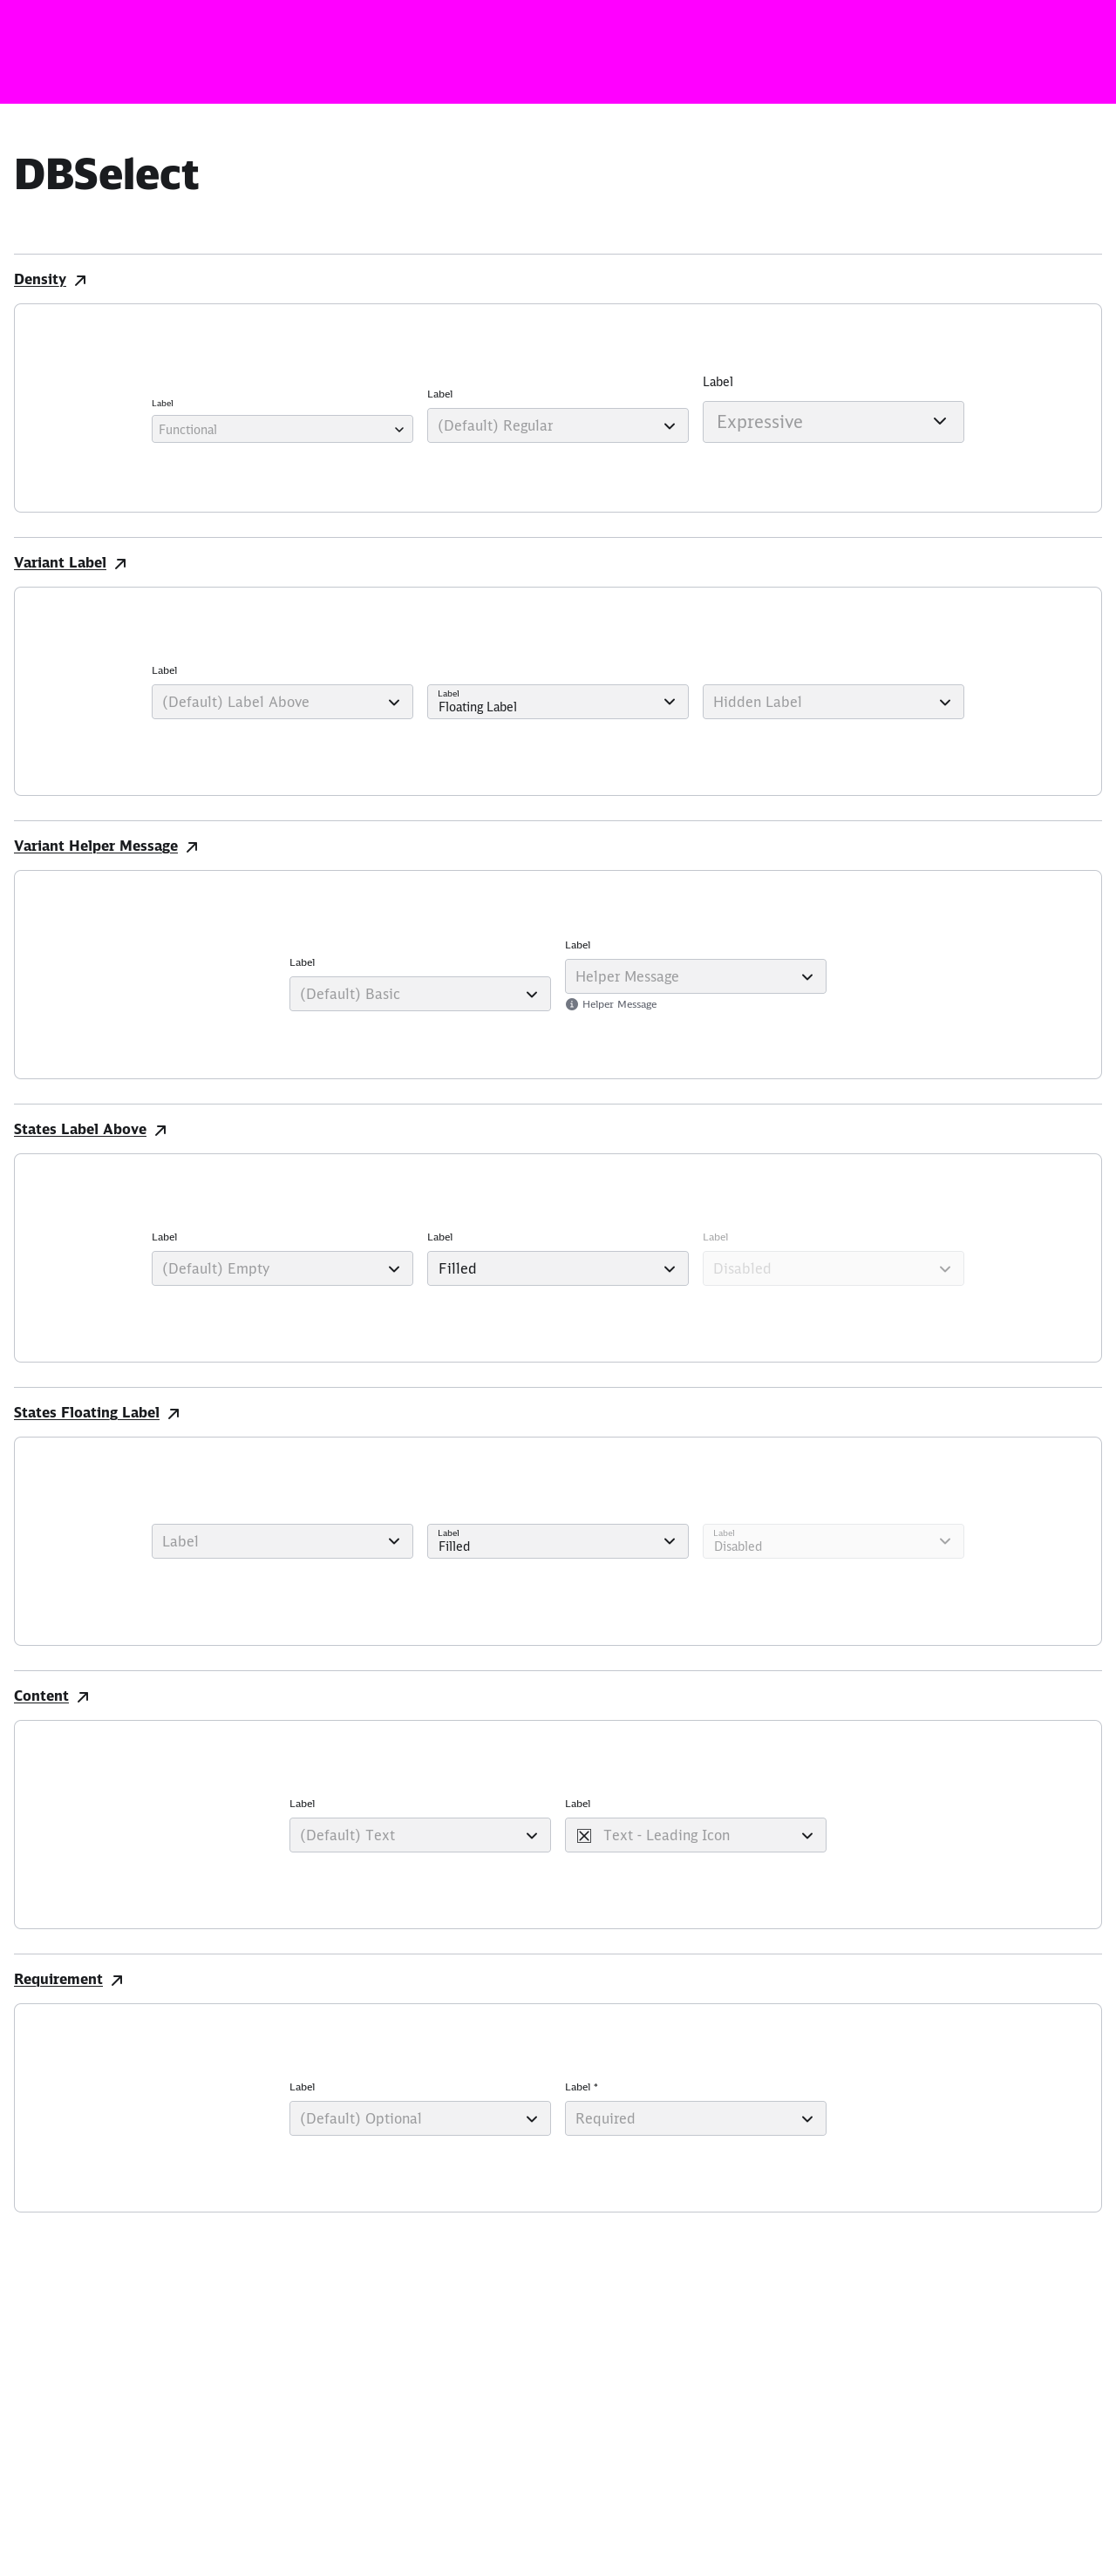 DBSelect
Density
Label
Label
Label
Functional
(Default) Regular
Expressive
Variant Label
Label
(Default) Label Above
Label
Floating Label
Hidden Label
Variant Helper Message
Label
Label
(Default) Basic
Helper Message
Helper Message
States Label Above
Label
Label
Label
(Default) Empty
Filled
Disabled
States Floating Label
Label
Label
Filled
Label
Disabled
Content
Label
Label
(Default) Text
Text - Leading Icon
Requirement
Label
Label *
(Default) Optional
Required